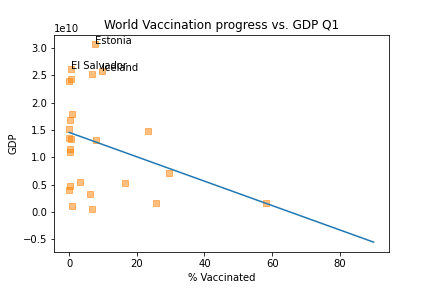 World Vaccination progress vs. GDP Q1
1e10
Estonia
El Salvador
Iceland
3.0
2.5
2.0
1.5
1.0
0.5
0.0
−0.5
GDP
0 20 40 60 80
% Vaccinated